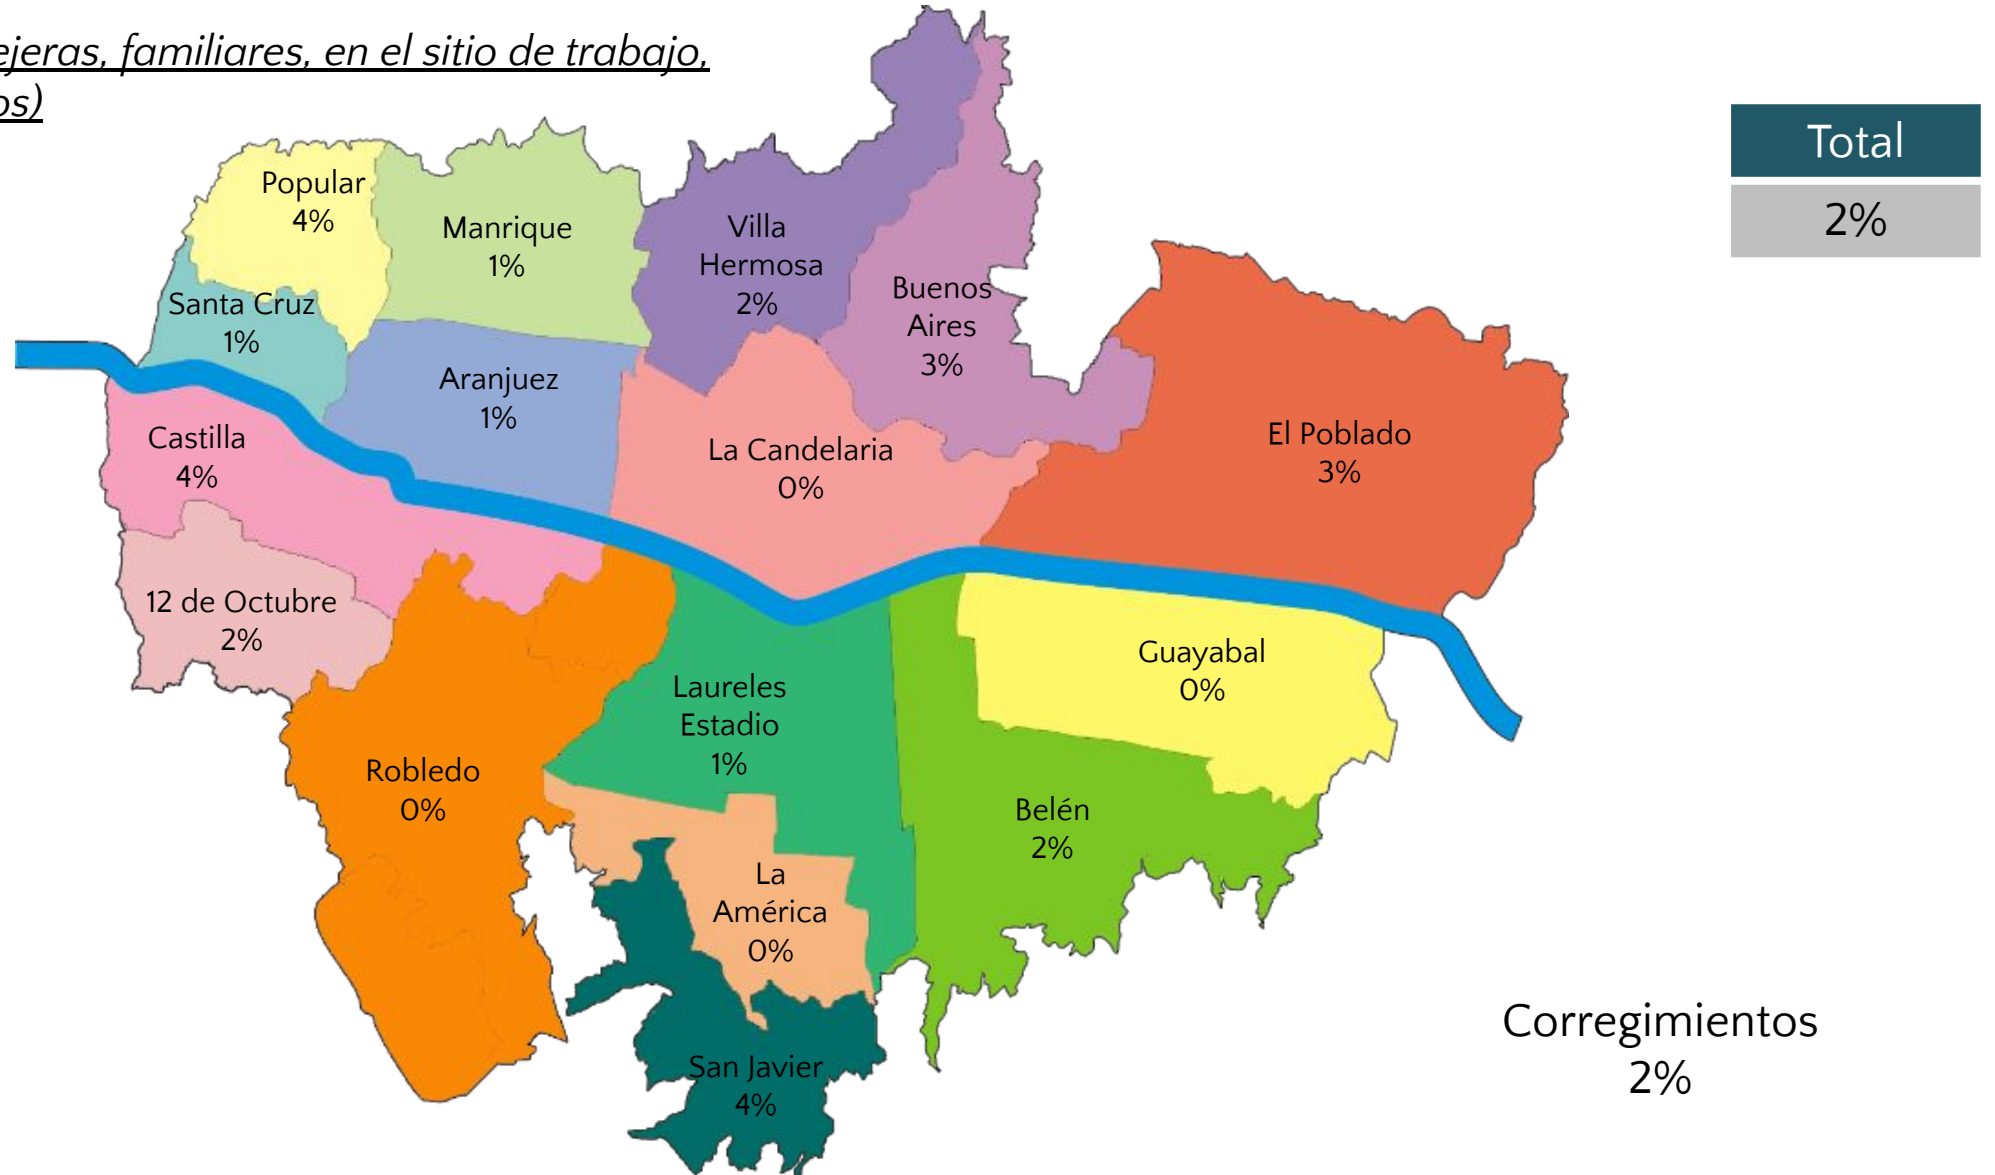 ejeras, familiares, en el sitio de trabajo,
os)
Total
2%
Popular
4%
Manrique
1%
Villa
Hermosa
2%
Buenos
Aires
3%
Santa Cruz
1%
Aranjuez
1%
La Candelaria
0%
El Poblado
3%
Castilla
4%
12 de Octubre
2%
Guayabal
0%
Laureles
Estadio
1%
Robledo
0%
Belén
2%
La
América
0%
San Javier
4%
Corregimientos
2%